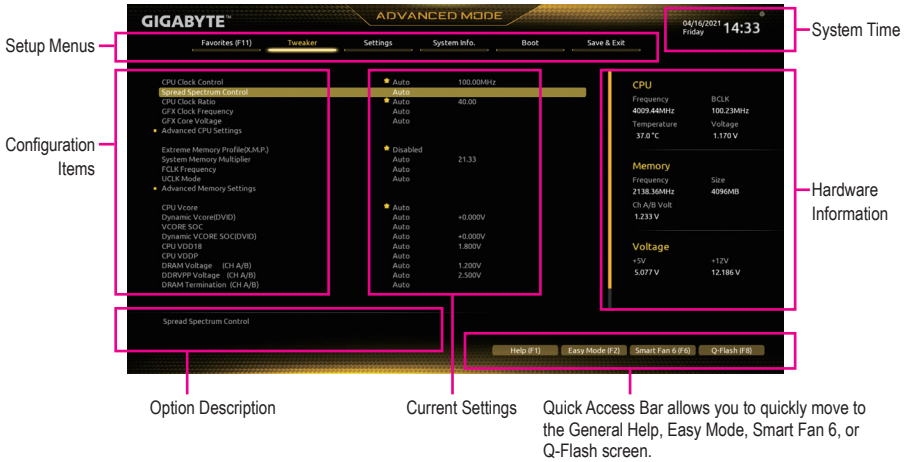 GIGABYTE™
ADVANCED MODE
04/16/2021
Friday
14:33
System Time
Setup Menus
Favorites (F11) Tweaker Settings System Info. Boot Save & Exit
Configuration
Items
CPU Clock Control Auto 100.00MHz
Spread Spectrum Control Auto
CPU Clock Ratio Auto 40.00
GFX Clock Frequency Auto
GFX Core Voltage Auto
Advanced CPU Settings
Extreme Memory Profile(X.M.P.) Disabled
System Memory Multiplier Auto 21.33
FCLK Frequency Auto
UCLK Mode Auto
Advanced Memory Settings
CPU Vcore Auto
Dynamic Vcore(DVID) Auto +0.000V
VCORE SOC Auto
Dynamic VCORE SOC(DVID) Auto +0.000V
CPU VDD18 Auto 1.800V
CPU VDDP Auto
DRAM Voltage (CH A/B) Auto 1.200V
DDRVPP Voltage (CH A/B) Auto 2.500V
DRAM Termination (CH A/B) Auto
CPU
Frequency BCLK
4009.44MHz 100.23MHz
Temperature Voltage
37.0 °C 1.170 V
Memory
Frequency Size
2138.36MHz 4096MB
Ch A/B Volt
1.233 V
Voltage
+5V +12V
5.077 V 12.186 V
Hardware
Information
Spread Spectrum Control
Help (F1) Easy Mode (F2) Smart Fan 6 (F6) Q-Flash (F8)
Option Description
Current Settings
Quick Access Bar allows you to quickly move to
the General Help, Easy Mode, Smart Fan 6, or
Q-Flash screen.